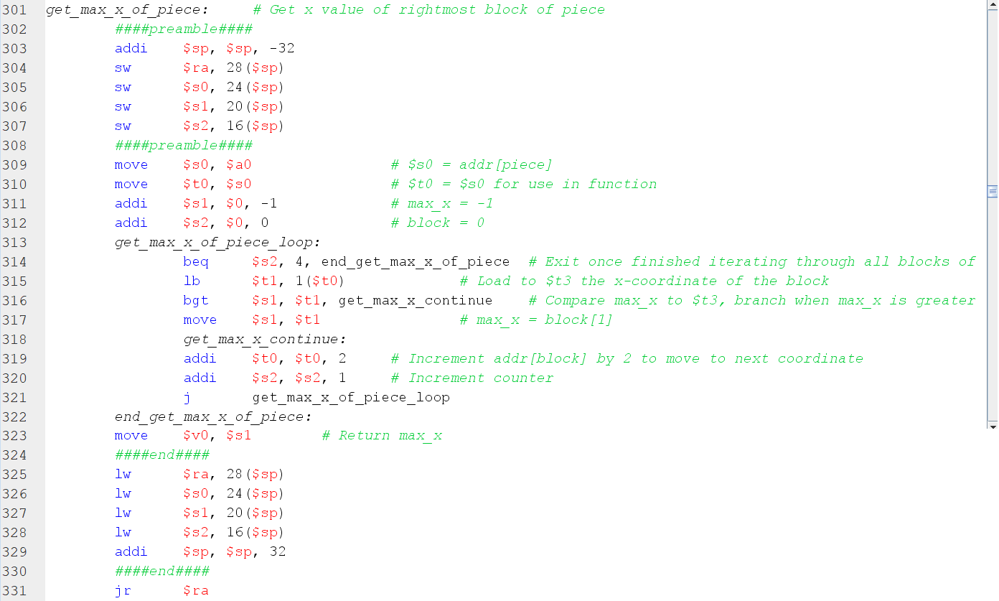 301 get_max_x_of_piece: # Get x value of rightmost block of piece
302 ####preamble####
303 addi $sp, $sp, -32
304 sw $ra, 28($sp)
305 sw $s0, 24($sp)
306 sw $s1, 20($sp)
307 sw $s2, 16($sp)
308 ####preamble####
309 move $s0, $a0 # $s0 = addr[piece]
310 move $t0, $s0 # $t0 = $s0 for use in function
311 addi $s1, $0, -1 # max_x = -1
312 addi $s2, $0, 0 # block = 0
313 get_max_x_of_piece_loop:
314 beq $s2, 4, end_get_max_x_of_piece # Exit once finished iterating through all blocks of
315 lb $t1, 1($t0) # Load to $t3 the x-coordinate of the block
316 bgt $s1, $t1, get_max_x_continue # Compare max_x to $t3, branch when max_x is greater
317 move $s1, $t1 # max_x = block[1]
318 get_max_x_continue:
319 addi $t0, $t0, 2 # Increment addr[block] by 2 to move to next coordinate
320 addi $s2, $s2, 1 # Increment counter
321 j get_max_x_of_piece_loop
322 end_get_max_x_of_piece:
323 move $v0, $s1 # Return max_x
324 ####end####
325 lw $ra, 28($sp)
326 lw $s0, 24($sp)
327 lw $s1, 20($sp)
328 lw $s2, 16($sp)
329 addi $sp, $sp, 32
330 ####end####
331 jr $ra